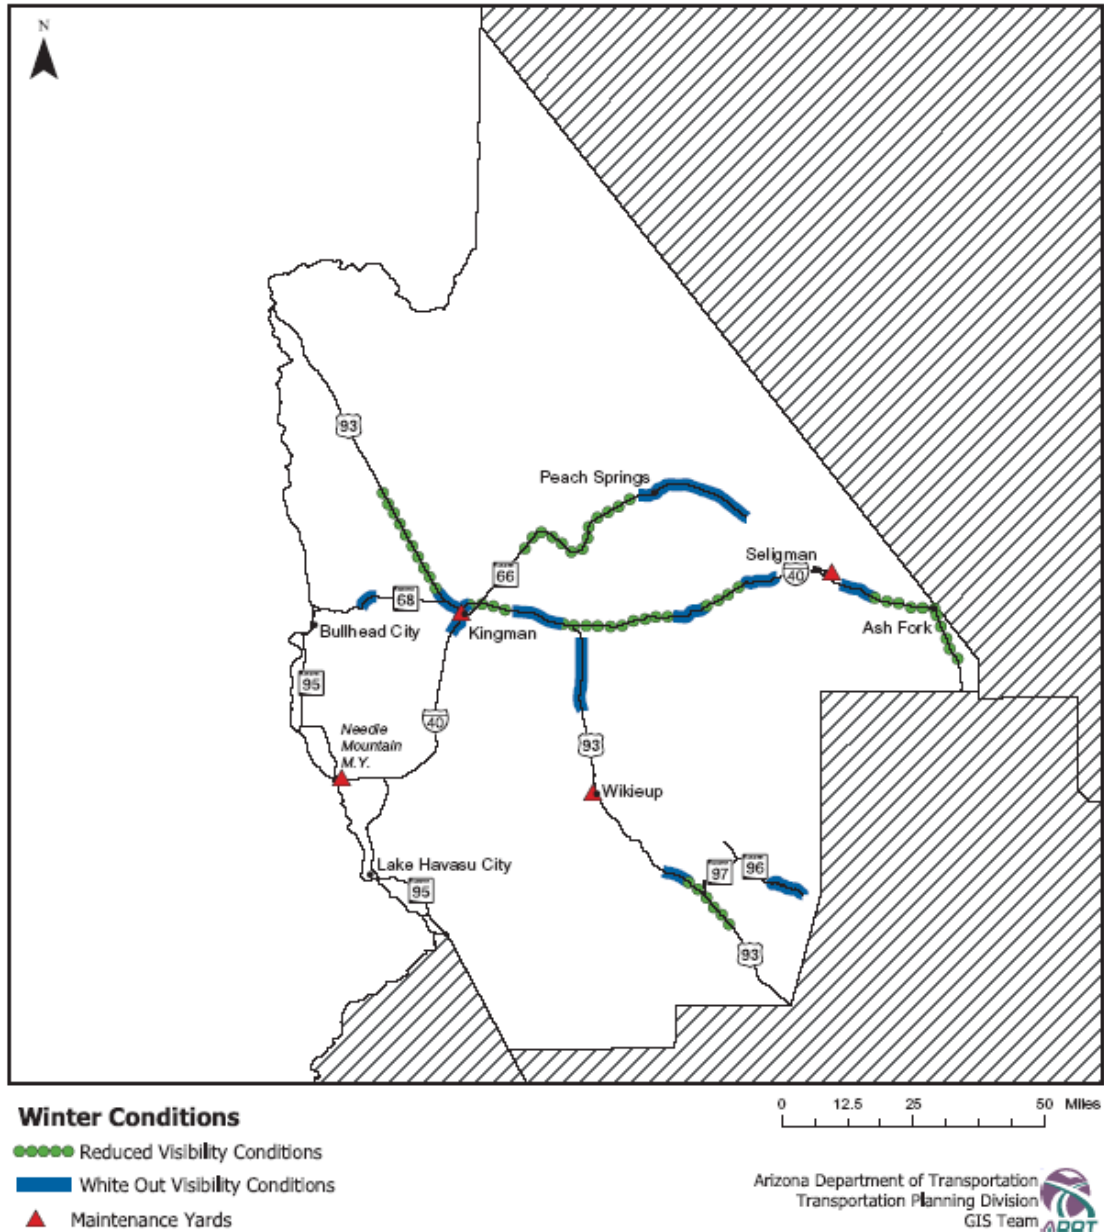 N
93
Peach Springs
66
Seligman
40
68
Bullhead City
Kingman
Ash Fork
95
Needle
Mountain
M.Y.
40
93
Wikieup
Lake Havasu City
95
97
96
93
Winter Conditions
Reduced Visibility Conditions
White Out Visibility Conditions
Maintenance Yards
0 12.5 25 50 Miles
Arizona Department of Transportation
Transportation Planning Division
GIS Team